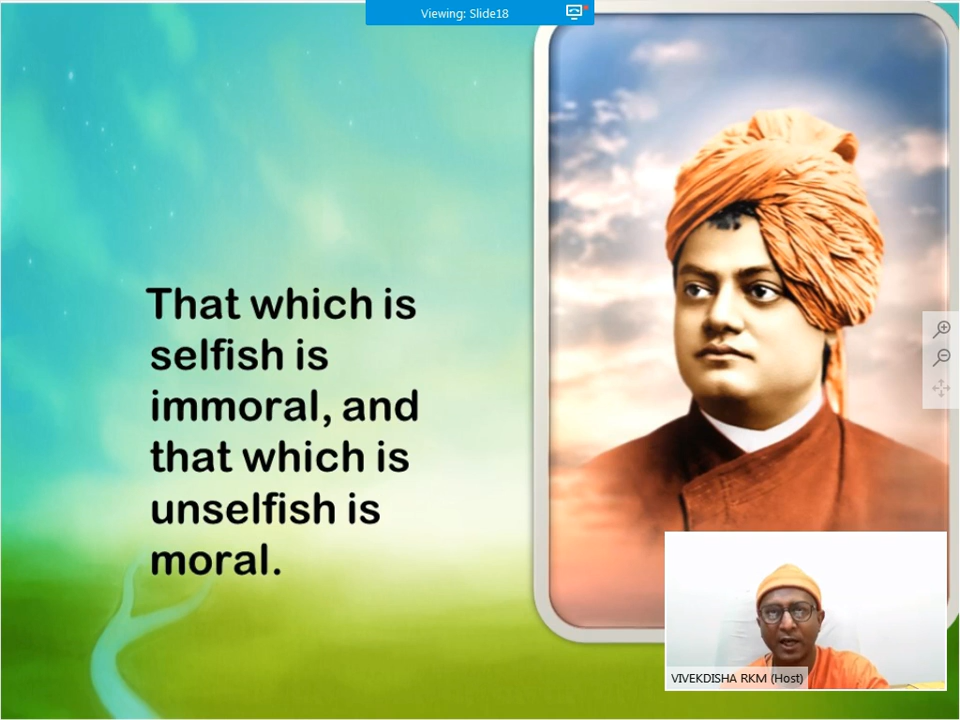 Viewing: Slide18
That which is
selfish is
immoral, and
that which is
unselfish is
moral.
VIVEKDISHA RKM (Host)